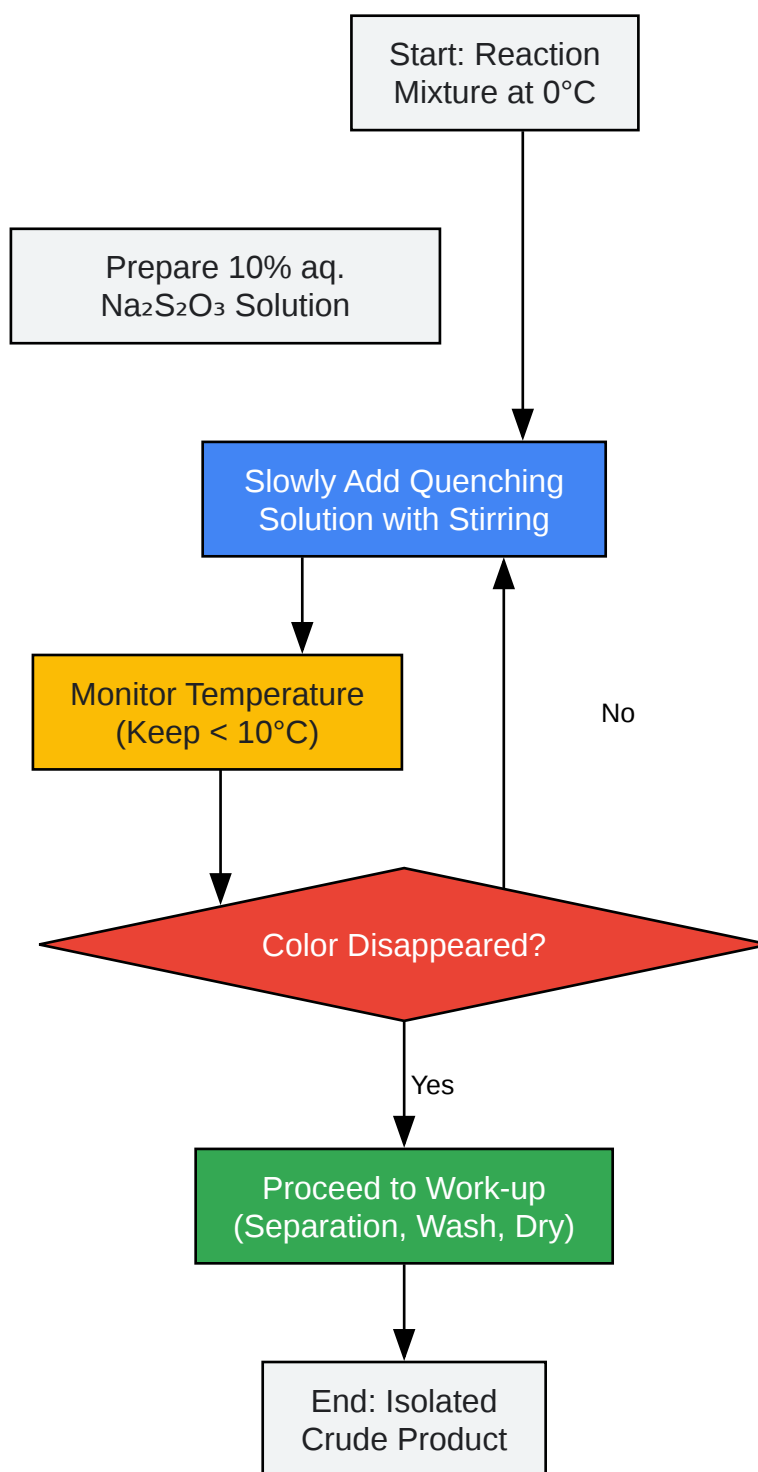 Start: Reaction
Mixture at 0°C
Prepare 10% aq.
Na₂S₂O₃ Solution
Slowly Add Quenching
Solution with Stirring
Monitor Temperature
(Keep < 10°C)
No
Color Disappeared?
Yes
Proceed to Work-up
(Separation, Wash, Dry)
End: Isolated
Crude Product